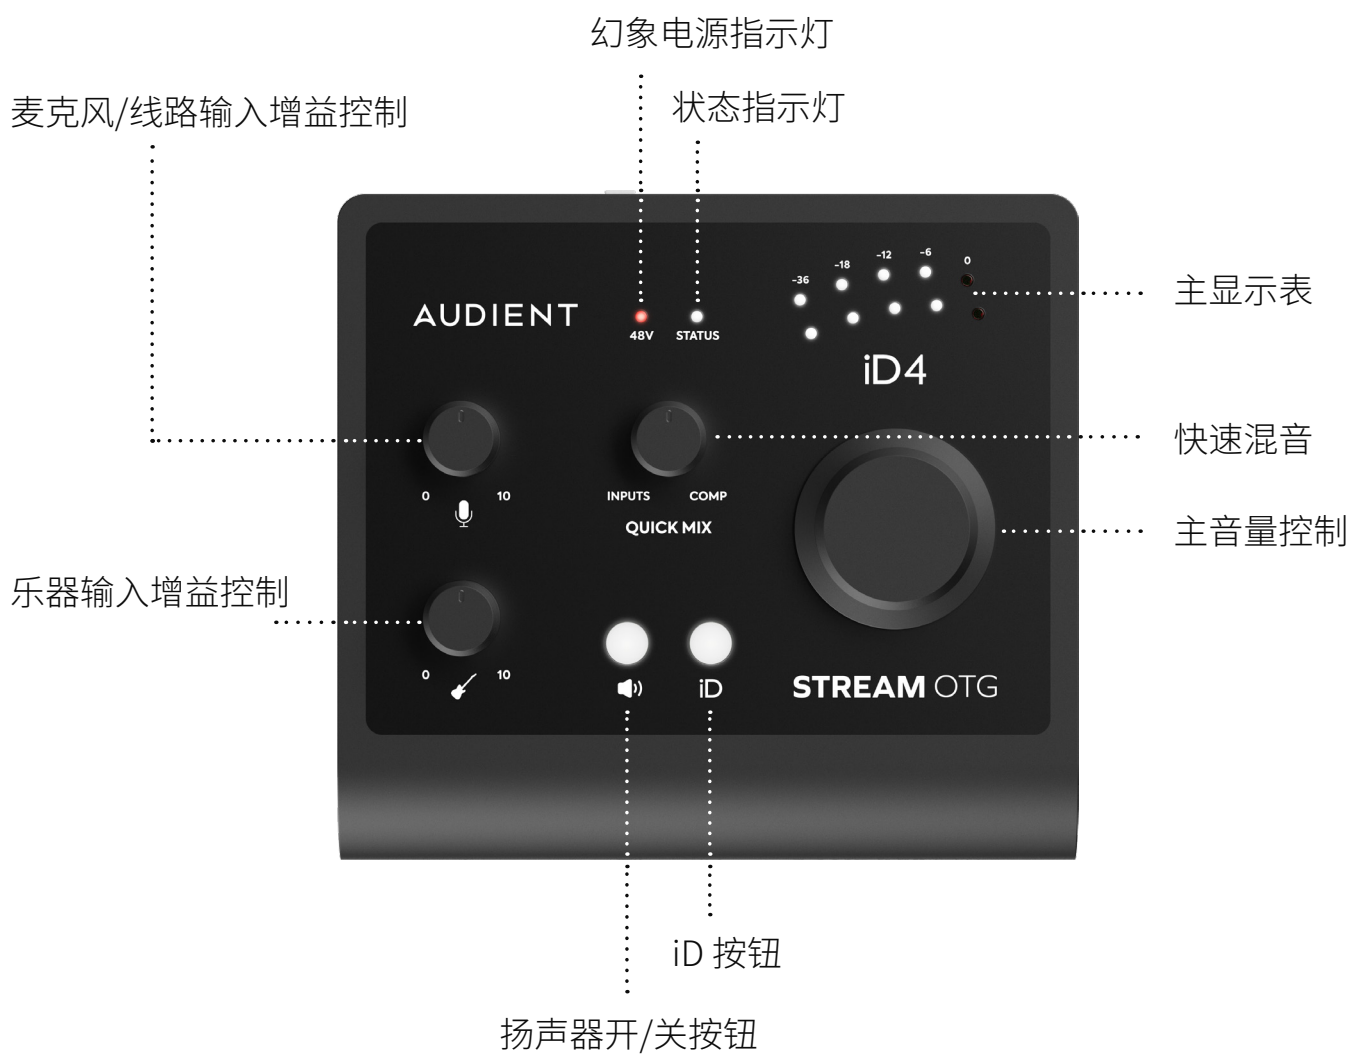 幻象电源指示灯
状态指示灯
麦克风/线路输入增益控制
-36 -18 -12 -6 0
主显示表
AUDIENT
48V STATUS
iD4
快速混音
0 10
INPUTS COMP
QUICK MIX
主音量控制
乐器输入增益控制
0 10
iD
STREAM OTG
iD 按钮
扬声器开/关按钮